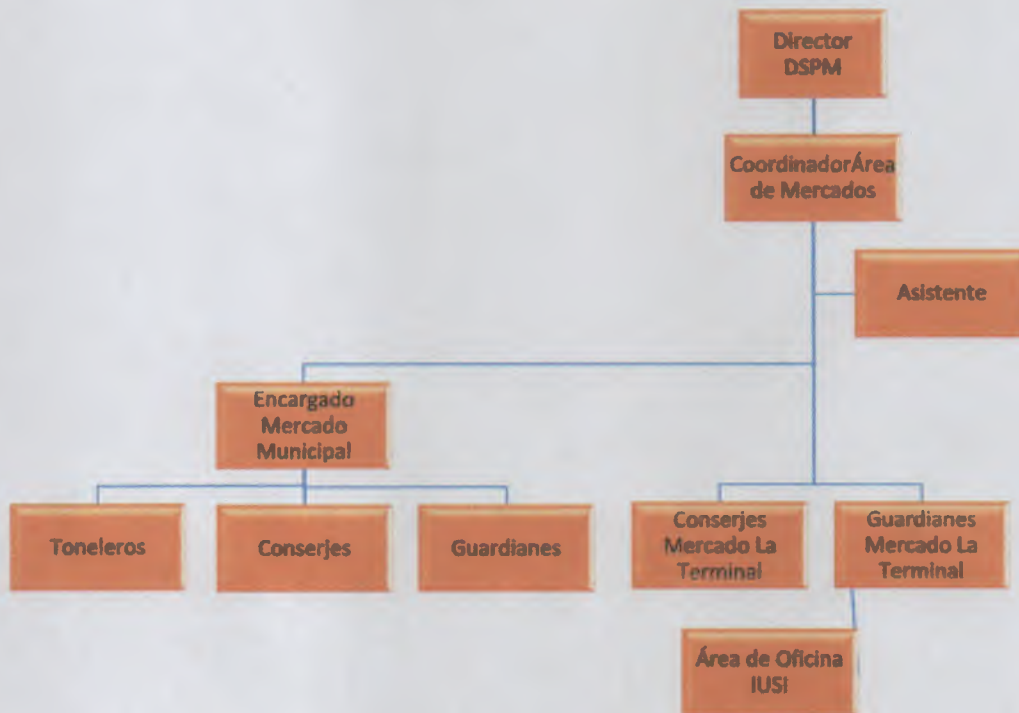 Director
DSPM
CoordinadorÁrea
de Mercados
Asistente
Encargado
Mercado
Municipal
Toneleros
Conserjes
Guardianes
Conserjes
Mercado La
Terminal
Guardianes
Mercado La
Terminal
Área de Oficina
IUSI